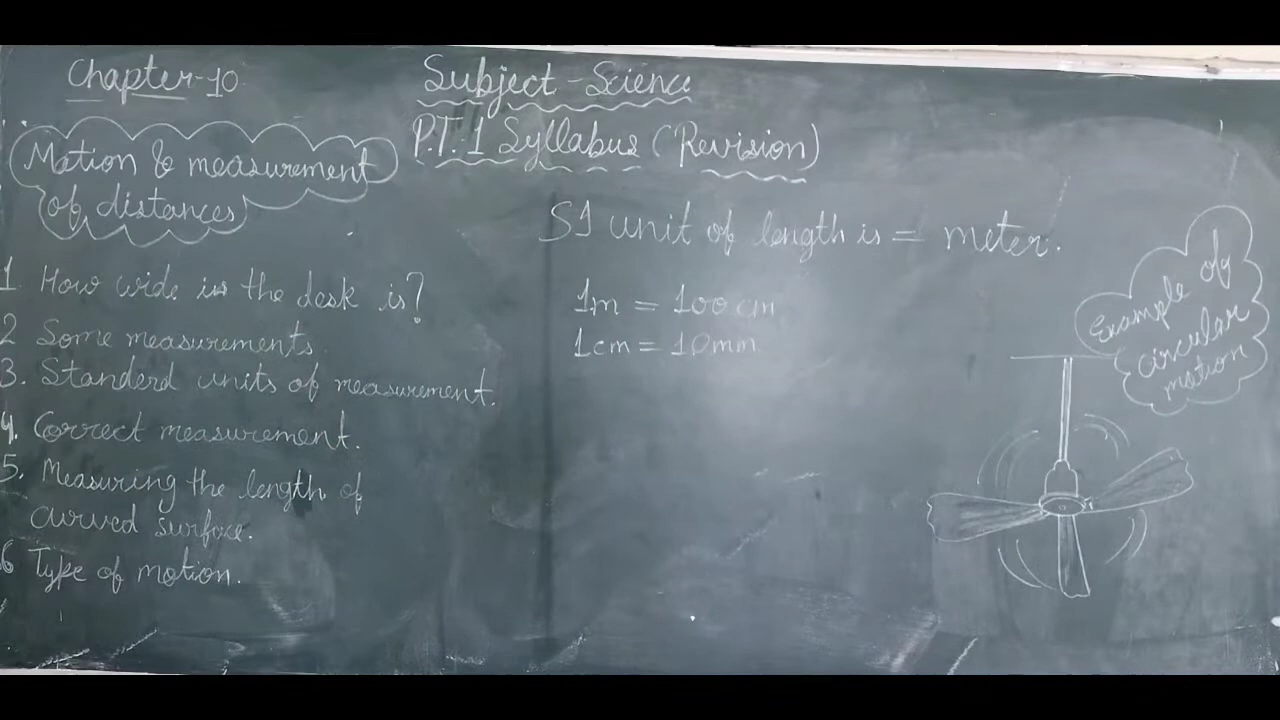 Chapter-10
Subject-Science
P.T.1 Syllabus (Revision)
Motion & measurement
of distances
1. How wide is the desk is?
2 Some measurements
3. Standerd units of measurement.
4. Correct measurement.
5. Measuring the length of
curved surface.
6 Type of motion.
SI unit of length is = meter.
1m = 100 cm
1cm = 10mm
Example of
circular
motion